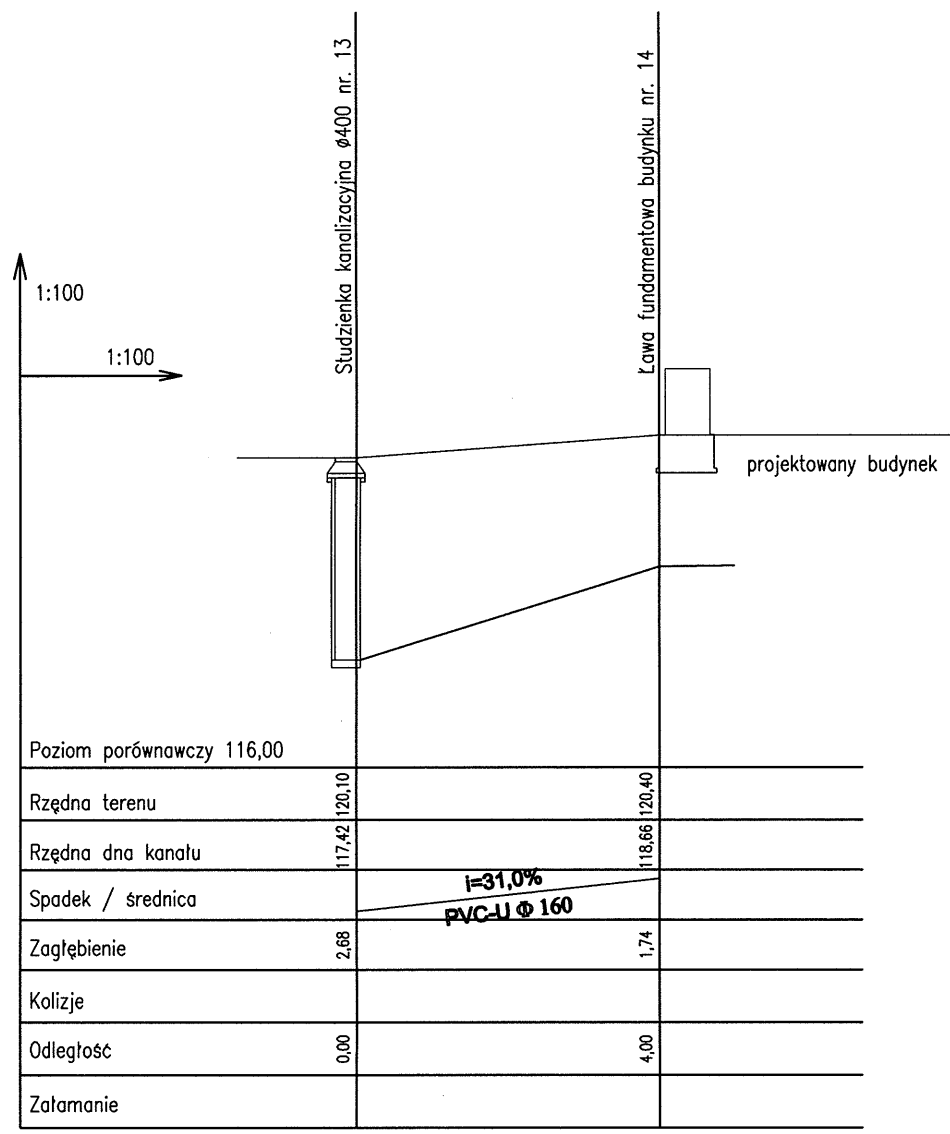 Studzienka kanalizacyjna ø400 nr. 13
Ława fundamentowa budynku nr. 14
1:100
1:100
projektowany budynek
Poziom porównawczy 116,00
Rzędna terenu 120,10 120,40
Rzędna dna kanału 117,42 118,66
Spadek / średnica i=31,0%
PVC-U Φ 160
Zagłębienie 2,68 1,74
Kolizje
Odległość 0,00 4,00
Załamanie